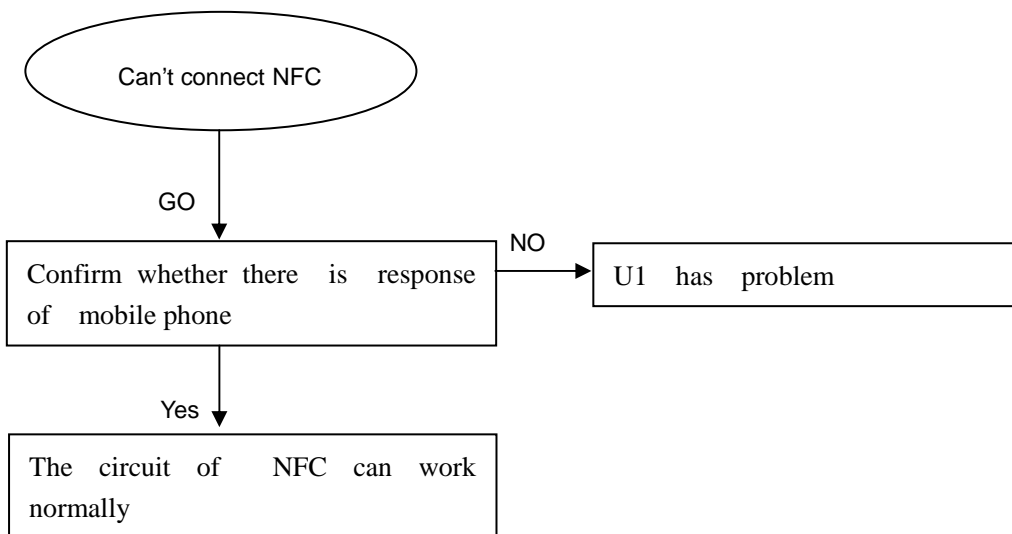 Can't connect NFC
GO
Confirm whether there is response
of mobile phone
NO
U1 has problem
Yes
The circuit of NFC can work
normally